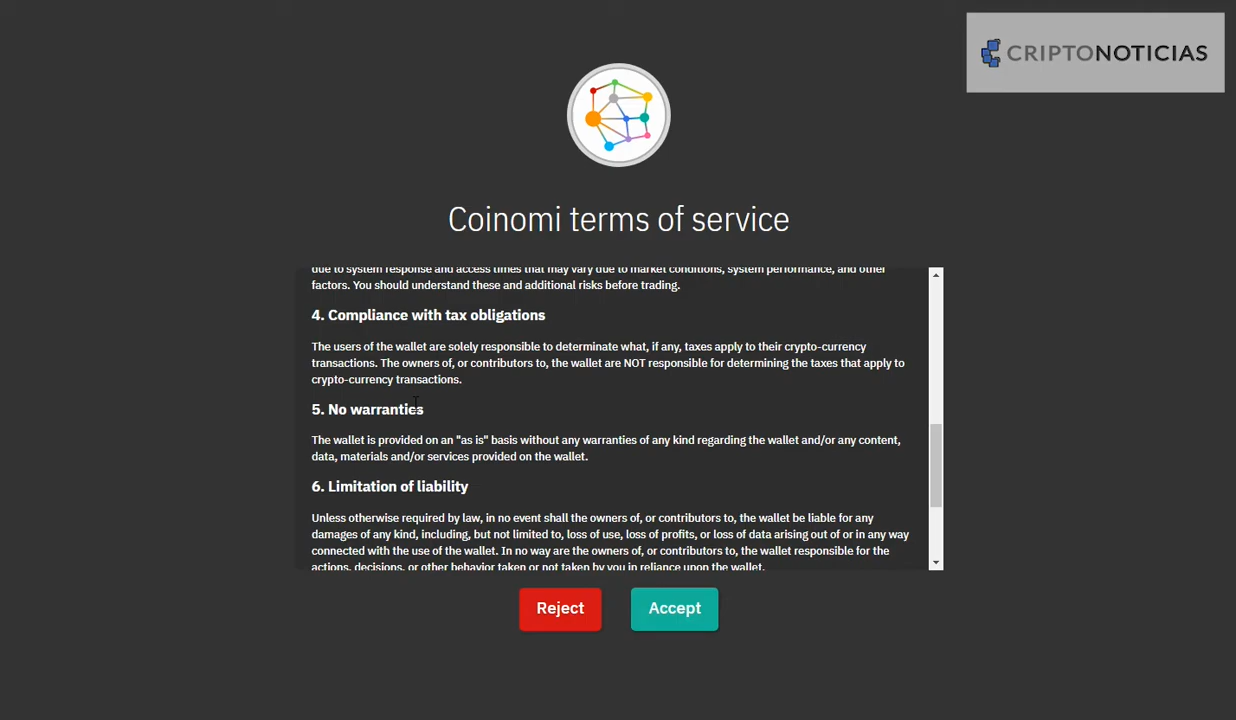 CRIPTONOTICIAS
Coinomi terms of service
due to system response and access times that may vary due to market conditions, system performance, and other
factors. You should understand these and additional risks before trading.
4. Compliance with tax obligations
The users of the wallet are solely responsible to determinate what, if any, taxes apply to their crypto-currency
transactions. The owners of, or contributors to, the wallet are NOT responsible for determining the taxes that apply to
crypto-currency transactions.
5. No warranties
The wallet is provided on an "as is" basis without any warranties of any kind regarding the wallet and/or any content,
data, materials and/or services provided on the wallet.
6. Limitation of liability
Unless otherwise required by law, in no event shall the owners of, or contributors to, the wallet be liable for any
damages of any kind, including, but not limited to, loss of use, loss of profits, or loss of data arising out of or in any way
connected with the use of the wallet. In no way are the owners of, or contributors to, the wallet responsible for the
actions, decisions, or other behavior taken or not taken by you in reliance upon the wallet.
Reject
Accept